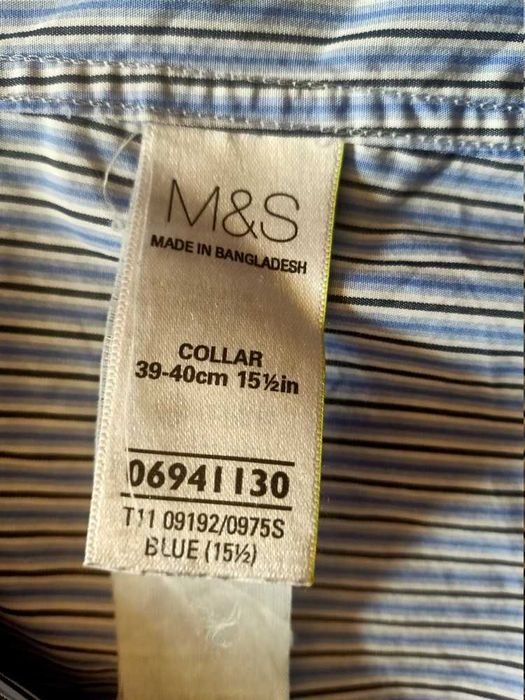 M&S
MADE IN BANGLADESH
COLLAR
39-40cm 15½in
06941130
T11 09192/0975S
BLUE (15½)